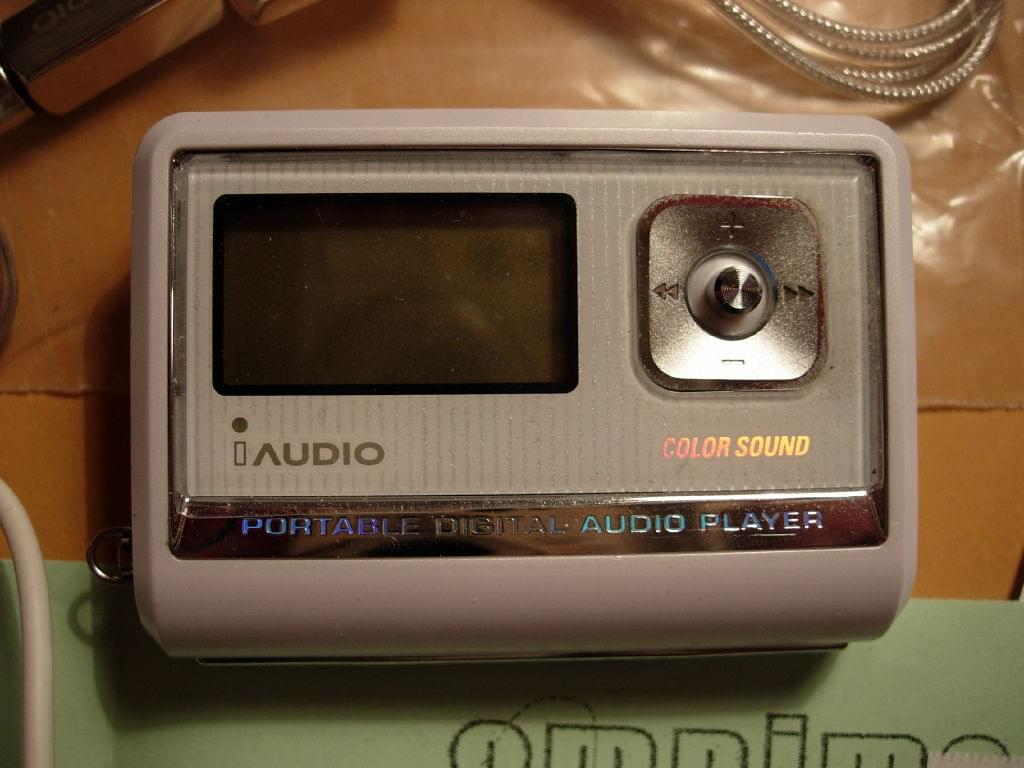 +
−
iAUDIO
COLOR SOUND
PORTABLE DIGITAL AUDIO PLAYER